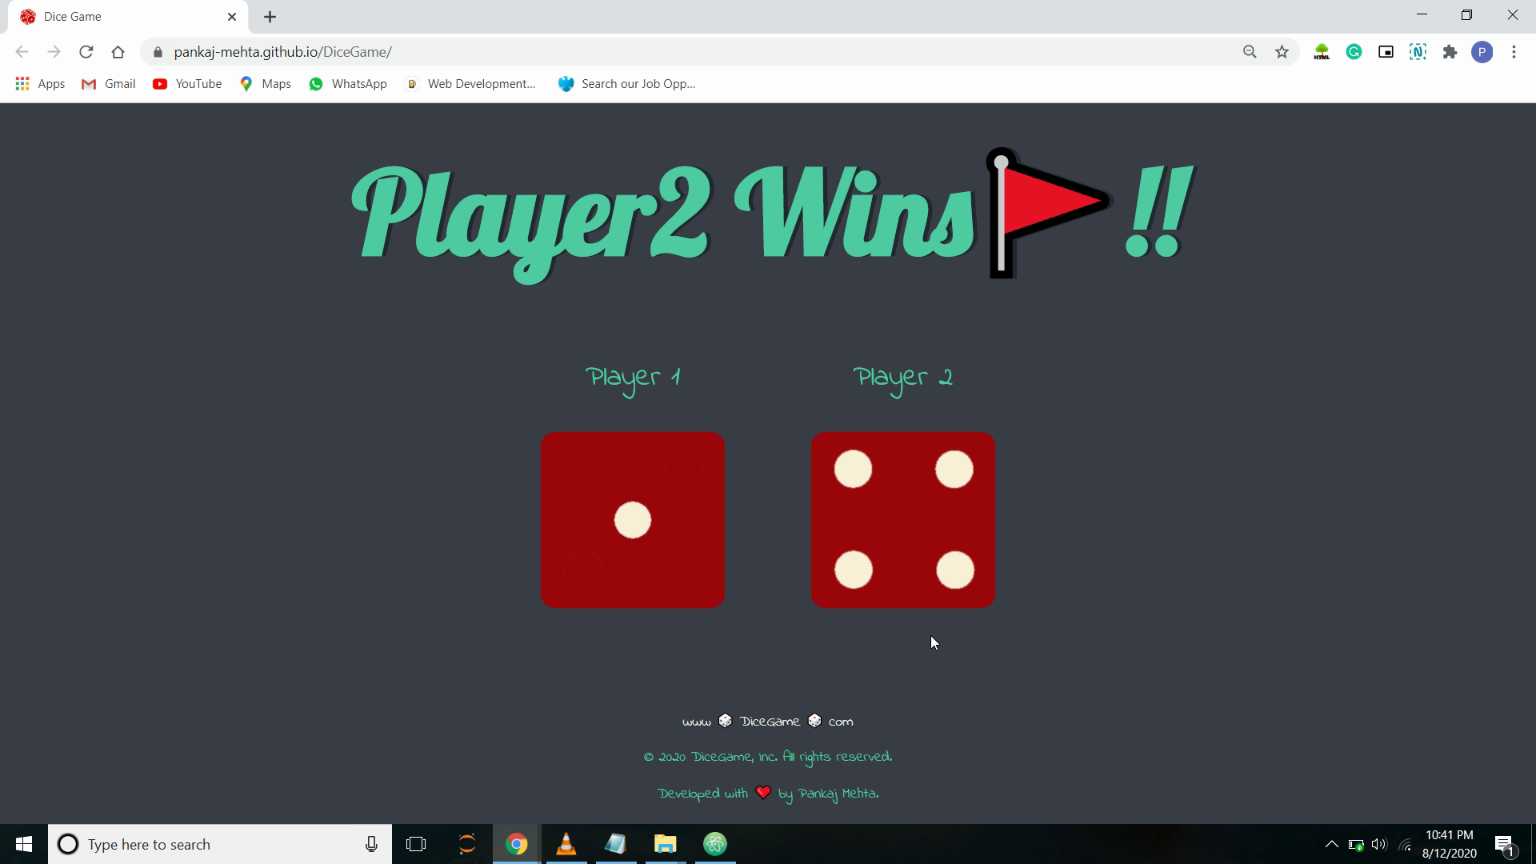 Dice Game
pankaj-mehta.github.io/DiceGame/
HTML
P
Apps Gmail YouTube Maps WhatsApp Web Development... Search our Job Opp...
Player2 Wins !!
Player 1 Player 2
www DiceGame com
© 2020 DiceGame, Inc. All rights reserved.
Developed with ❤ by Pankaj Mehta.
Type here to search
10:41 PM
8/12/2020
1